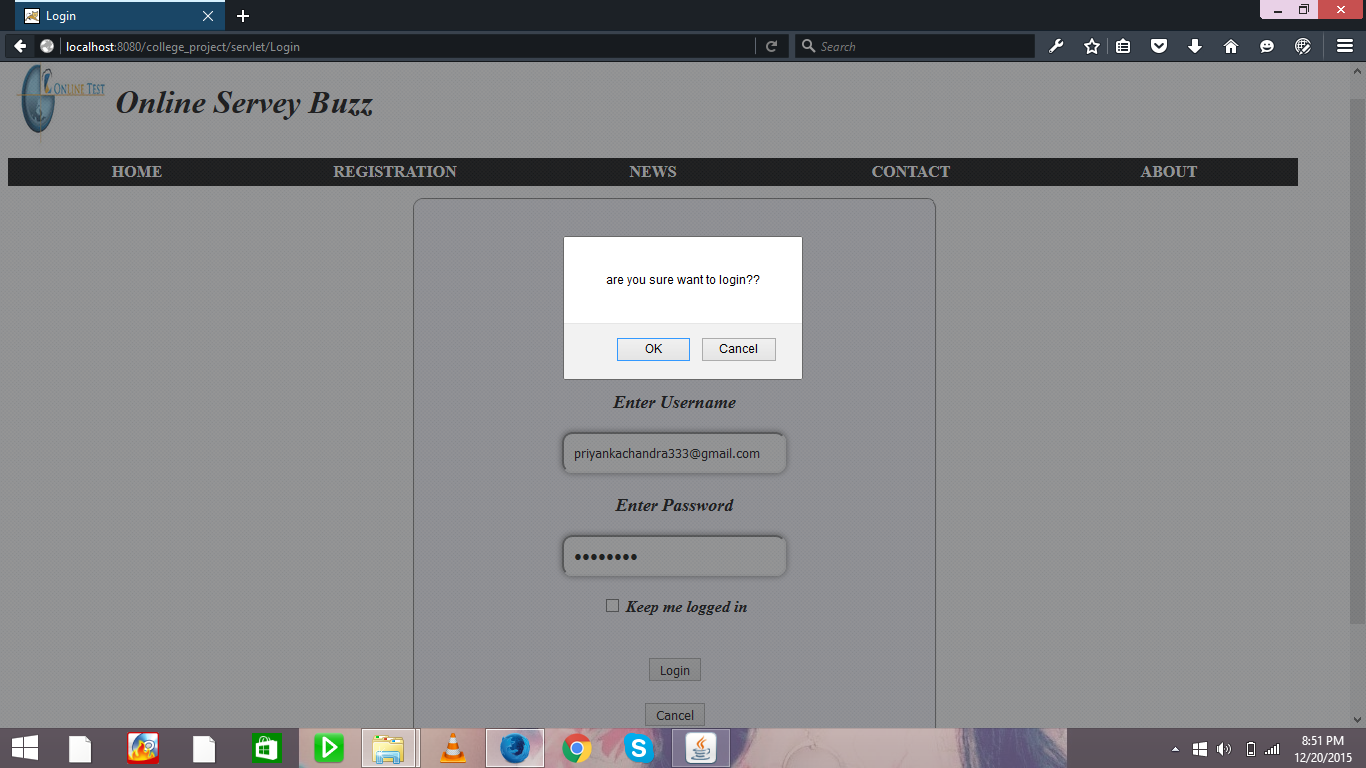 Login
localhost:8080/college_project/servlet/Login
Search
ONLINE TEST
Online Servey Buzz
HOME REGISTRATION NEWS CONTACT ABOUT
are you sure want to login??
OK Cancel
Enter Username
priyankachandra333@gmail.com
Enter Password
Keep me logged in
Login
Cancel
8:51 PM
12/20/2015